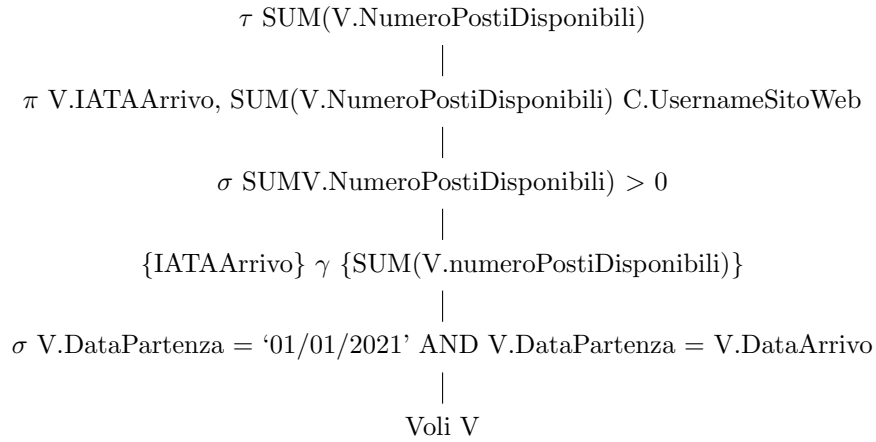 τ SUM(V.NumeroPostiDisponibili)
π V.IATAArrivo, SUM(V.NumeroPostiDisponibili) C.UsernameSitoWeb
σ SUMV.NumeroPostiDisponibili) > 0
{IATAArrivo} γ {SUM(V.numeroPostiDisponibili)}
σ V.DataPartenza = ‘01/01/2021’ AND V.DataPartenza = V.DataArrivo
Voli V